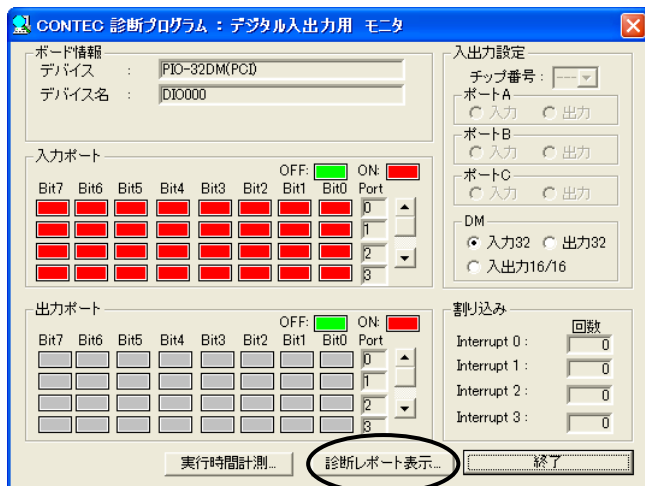 CONTEC 診断プログラム : デジタル入出力用 モニタ
ボード情報
デバイス : PIO-32DM(PCI)
デバイス名 : DIO000
入力ポート
OFF: ON:
Bit7 Bit6 Bit5 Bit4 Bit3 Bit2 Bit1 Bit0 Port
0
1
2
3
出力ポート
OFF: ON:
Bit7 Bit6 Bit5 Bit4 Bit3 Bit2 Bit1 Bit0 Port
0
1
2
3
入出力設定
チップ番号 : ---
ポートA
入力 出力
ポートB
入力 出力
ポートC
入力 出力
DM
入力32 出力32
入出力16/16
割り込み
回数
Interrupt 0 : 0
Interrupt 1 : 0
Interrupt 2 : 0
Interrupt 3 : 0
実行時間計測... 診断レポート表示... 終了